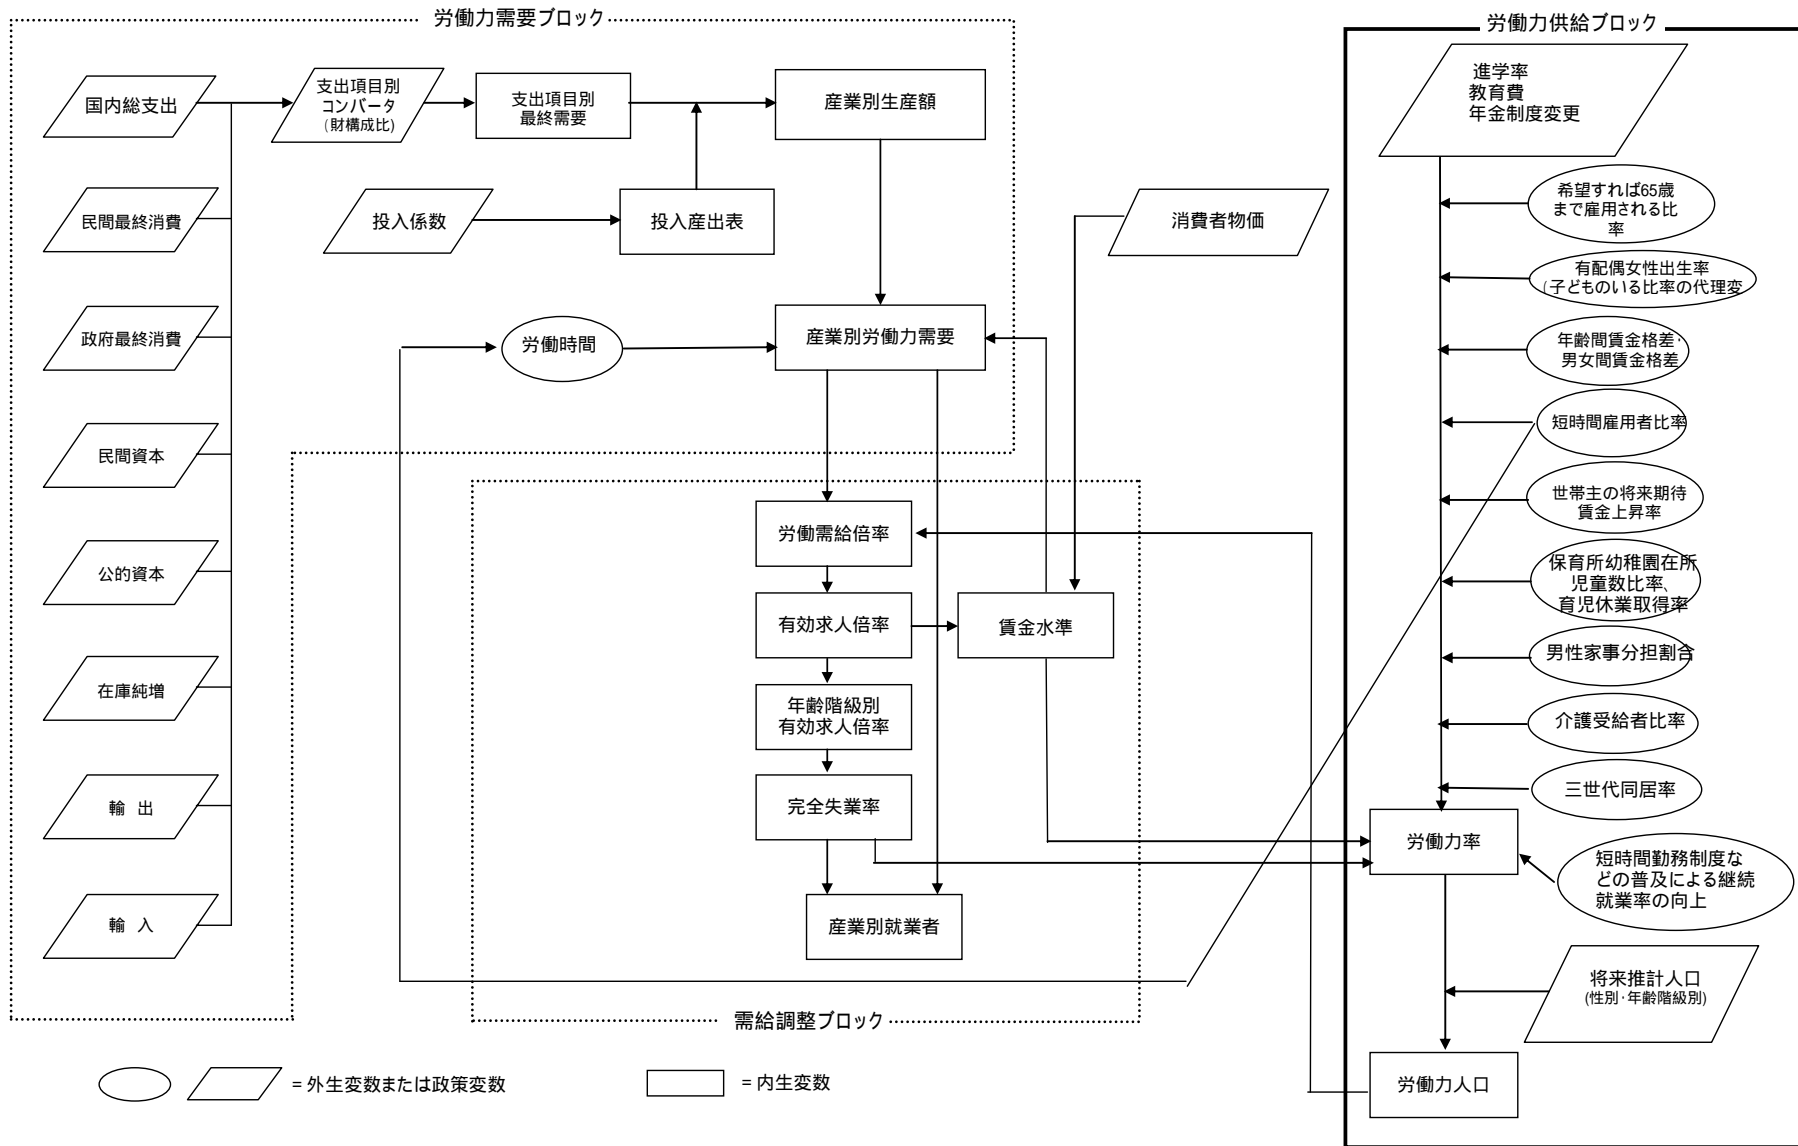 労働力需要ブロック
国内総支出
支出項目別
コンバータ
(財構成比)
支出項目別
最終需要
産業別生産額
民間最終消費
投入係数
投入産出表
消費者物価
政府最終消費
労働時間
産業別労働力需要
民間資本
公的資本
在庫純増
輸 出
輸 入
労働需給倍率
有効求人倍率
賃金水準
年齢階級別
有効求人倍率
完全失業率
産業別就業者
需給調整ブロック
労働力供給ブロック
進学率
教育費
年金制度変更
希望すれば65歳
まで雇用される比
率
有配偶女性出生率
(子どものいる比率の代理変
年齢間賃金格差・
男女間賃金格差
短時間雇用者比率
世帯主の将来期待
賃金上昇率
保育所幼稚園在所
児童数比率、
育児休業取得率
男性家事分担割合
介護受給者比率
三世代同居率
労働力率
短時間勤務制度な
どの普及による継続
就業率の向上
将来推計人口
(性別・年齢階級別)
労働力人口
= 外生変数または政策変数
= 内生変数